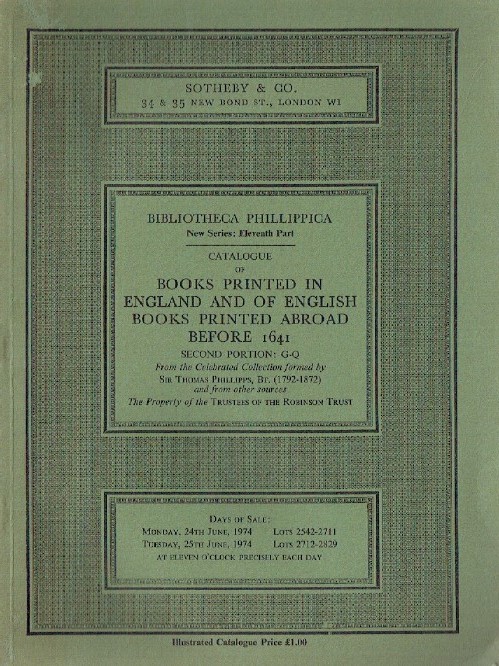 SOTHEBY & CO.
34 & 35 NEW BOND ST., LONDON W1
BIBLIOTHECA PHILLIPPICA
New Series: Eleventh Part
CATALOGUE
OF
BOOKS PRINTED IN
ENGLAND AND OF ENGLISH
BOOKS PRINTED ABROAD
BEFORE 1641
SECOND PORTION: G-Q
From the Celebrated Collection formed by
SIR THOMAS PHILLIPPS, BT. (1792-1872)
and from other sources
The Property of the TRUSTEES OF THE ROBINSON TRUST
DAYS OF SALE:
MONDAY, 24TH JUNE, 1974 LOTS 2542-2711
TUESDAY, 25TH JUNE, 1974 LOTS 2712-2829
AT ELEVEN O'CLOCK PRECISELY EACH DAY
Illustrated Catalogue Price £1.00